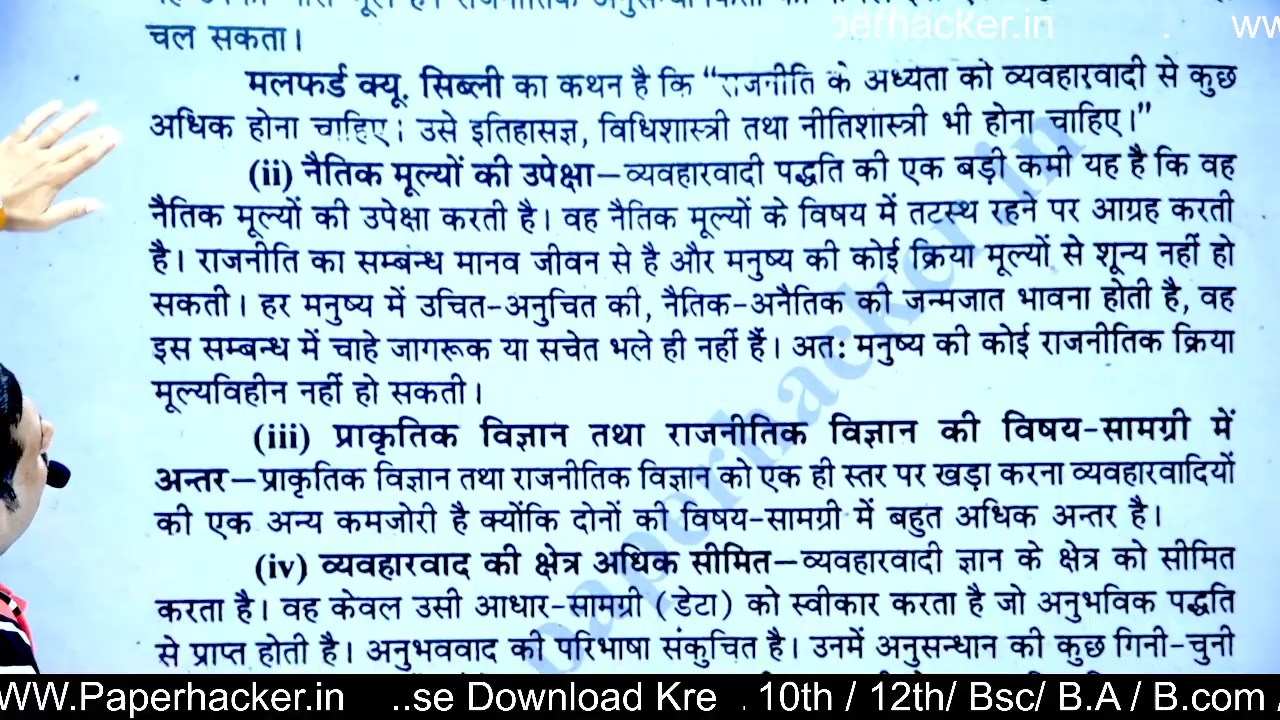 perhacker.in . ww
चल सकता।
मलफर्ड क्यू. सिब्ली का कथन है कि “राजनीति के अध्येता को व्यवहारवादी से कुछ
अधिक होना चाहिए। उसे इतिहासज्ञ, विधिशास्त्री तथा नीतिशास्त्री भी होना चाहिए।”
(ii) नैतिक मूल्यों की उपेक्षा—व्यवहारवादी पद्धति की एक बड़ी कमी यह है कि वह
नैतिक मूल्यों की उपेक्षा करती है। वह नैतिक मूल्यों के विषय में तटस्थ रहने पर आग्रह करती
है। राजनीति का सम्बन्ध मानव जीवन से है और मनुष्य की कोई क्रिया मूल्यों से शून्य नहीं हो
सकती। हर मनुष्य में उचित-अनुचित की, नैतिक-अनैतिक की जन्मजात भावना होती है, वह
इस सम्बन्ध में चाहे जागरूक या सचेत भले ही नहीं हैं। अतः मनुष्य की कोई राजनीतिक क्रिया
मूल्यविहीन नहीं हो सकती।
(iii) प्राकृतिक विज्ञान तथा राजनीतिक विज्ञान की विषय-सामग्री में
अन्तर—प्राकृतिक विज्ञान तथा राजनीतिक विज्ञान को एक ही स्तर पर खड़ा करना व्यवहारवादियों
की एक अन्य कमजोरी है क्योंकि दोनों की विषय-सामग्री में बहुत अधिक अन्तर है।
(iv) व्यवहारवाद की क्षेत्र अधिक सीमित—व्यवहारवादी ज्ञान के क्षेत्र को सीमित
करता है। वह केवल उसी आधार-सामग्री (डेटा) को स्वीकार करता है जो अनुभविक पद्धति
से प्राप्त होती है। अनुभववाद की परिभाषा संकुचित है। उनमें अनुसन्धान की कुछ गिनी-चुनी
paperhacker.in
WW.Paperhacker.in ..se Download Kre . 10th / 12th/ Bsc/ B.A / B.com